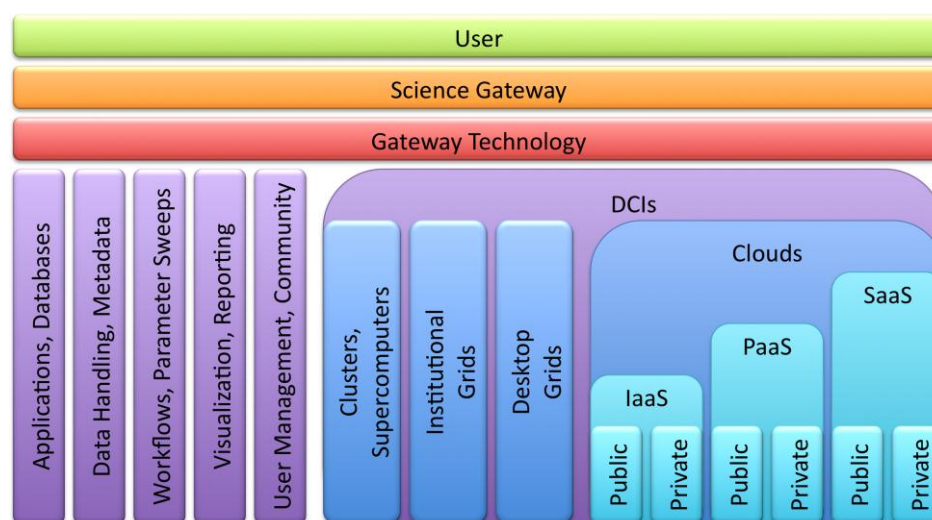 User
Science Gateway
Gateway Technology
Applications, Databases
Data Handling, Metadata
Workflows, Parameter Sweeps
Visualization, Reporting
User Management, Community
DCIs
Clusters,
Supercomputers
Institutional
Grids
Desktop
Grids
Clouds
IaaS
Public
Private
PaaS
Public
Private
SaaS
Public
Private